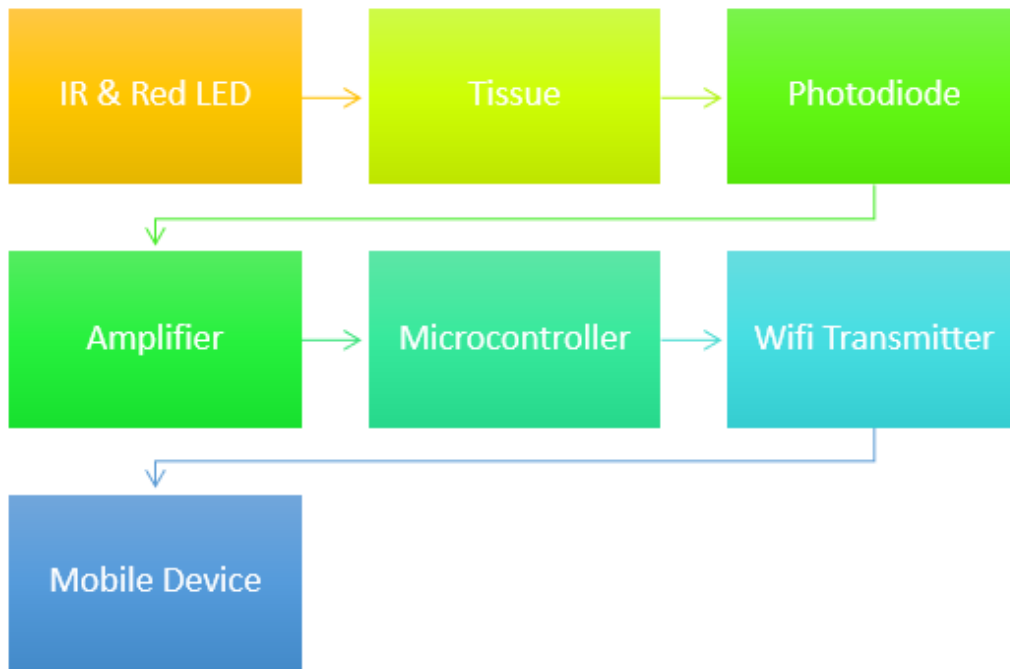 IR & Red LED
Tissue
Photodiode
Amplifier
Microcontroller
Wifi Transmitter
Mobile Device